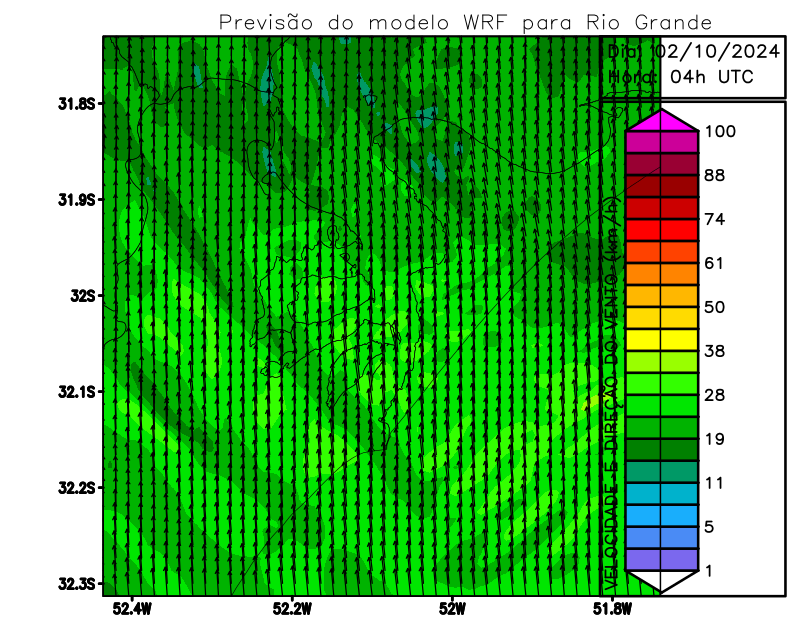 Previsão do modelo WRF para Rio Grande
Dia: 02/10/2024
Hora: 04h UTC
31.8S
31.9S
32S
32.1S
32.2S
32.3S
52.4W
52.2W
52W
51.8W
VELOCIDADE E DIREÇÃO DO VENTO (km/h)
100
88
74
61
50
38
28
19
11
5
1